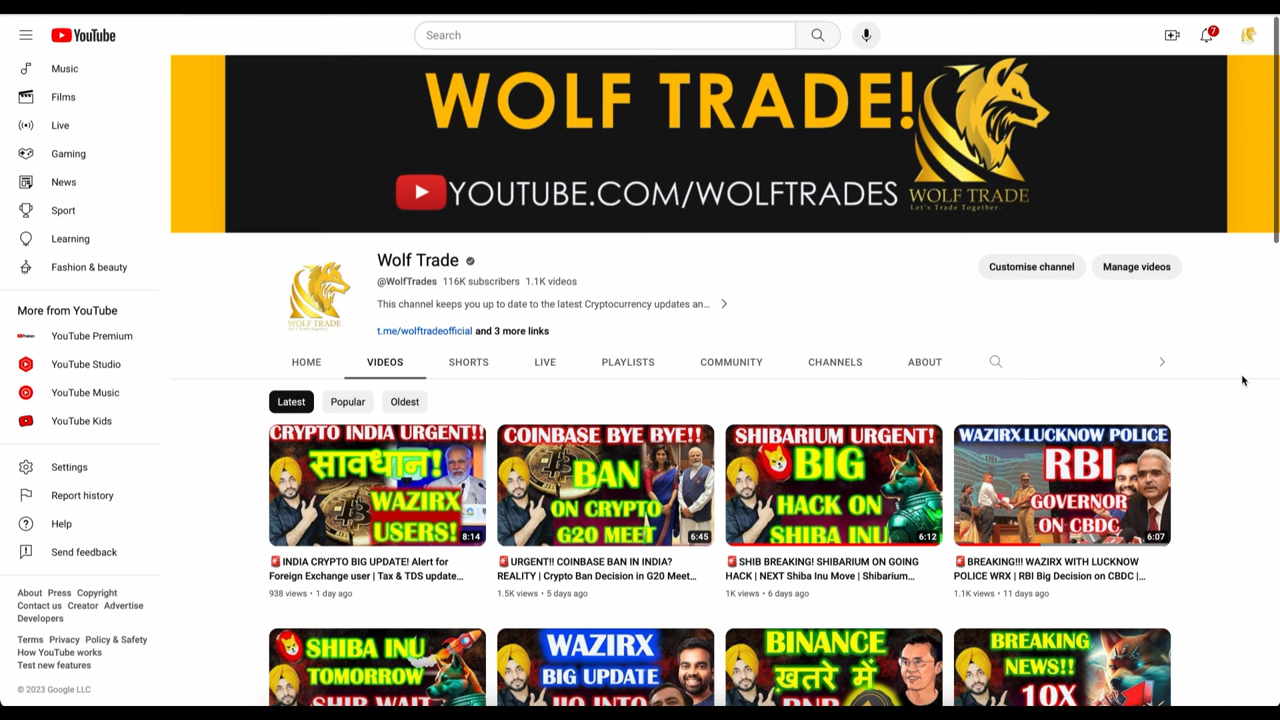 YouTube
Search
7
Music
Films
Live
Gaming
News
Sport
Learning
Fashion & beauty
More from YouTube
YouTube Premium
YouTube Studio
YouTube Music
YouTube Kids
Settings
Report history
Help
Send feedback
About Press Copyright
Contact us Creator Advertise
Developers
Terms Privacy Policy & Safety
How YouTube works
Test new features
© 2023 Google LLC
WOLF TRADE!
YOUTUBE.COM/WOLFTRADES
WOLF TRADE
Let's Trade Together.
Wolf Trade
@WolfTrades 116K subscribers 1.1K videos
This channel keeps you up to date to the latest Cryptocurrency updates an...
t.me/wolftradeofficial and 3 more links
Customise channel
Manage videos
WOLF TRADE
HOME
VIDEOS
SHORTS
LIVE
PLAYLISTS
COMMUNITY
CHANNELS
ABOUT
Latest
Popular
Oldest
CRYPTO INDIA URGENT!!
सावधान!
WAZIRX
USERS!
8:14
INDIA CRYPTO BIG UPDATE! Alert for
Foreign Exchange user | Tax & TDS update...
938 views • 1 day ago
COINBASE BYE BYE!!
BAN
ON CRYPTO
G20 MEET
6:45
URGENT!! COINBASE BAN IN INDIA?
REALITY | Crypto Ban Decision in G20 Meet...
1.5K views • 5 days ago
SHIBARIUM URGENT!
BIG
HACK ON
SHIBA INU
6:12
SHIB BREAKING! SHIBARIUM ON GOING
HACK | NEXT Shiba Inu Move | Shibarium...
1K views • 6 days ago
WAZIRX LUCKNOW POLICE
RBI
GOVERNOR
ON CBDC
6:07
BREAKING!!! WAZIRX WITH LUCKNOW
POLICE WRX | RBI Big Decision on CBDC |...
1.1K views • 11 days ago
SHIBA INU
TOMORROW
SHIB WAIT
WAZIRX
BIG UPDATE
BINANCE
ख़तरे में
BNB
BREAKING
NEWS!!
10X